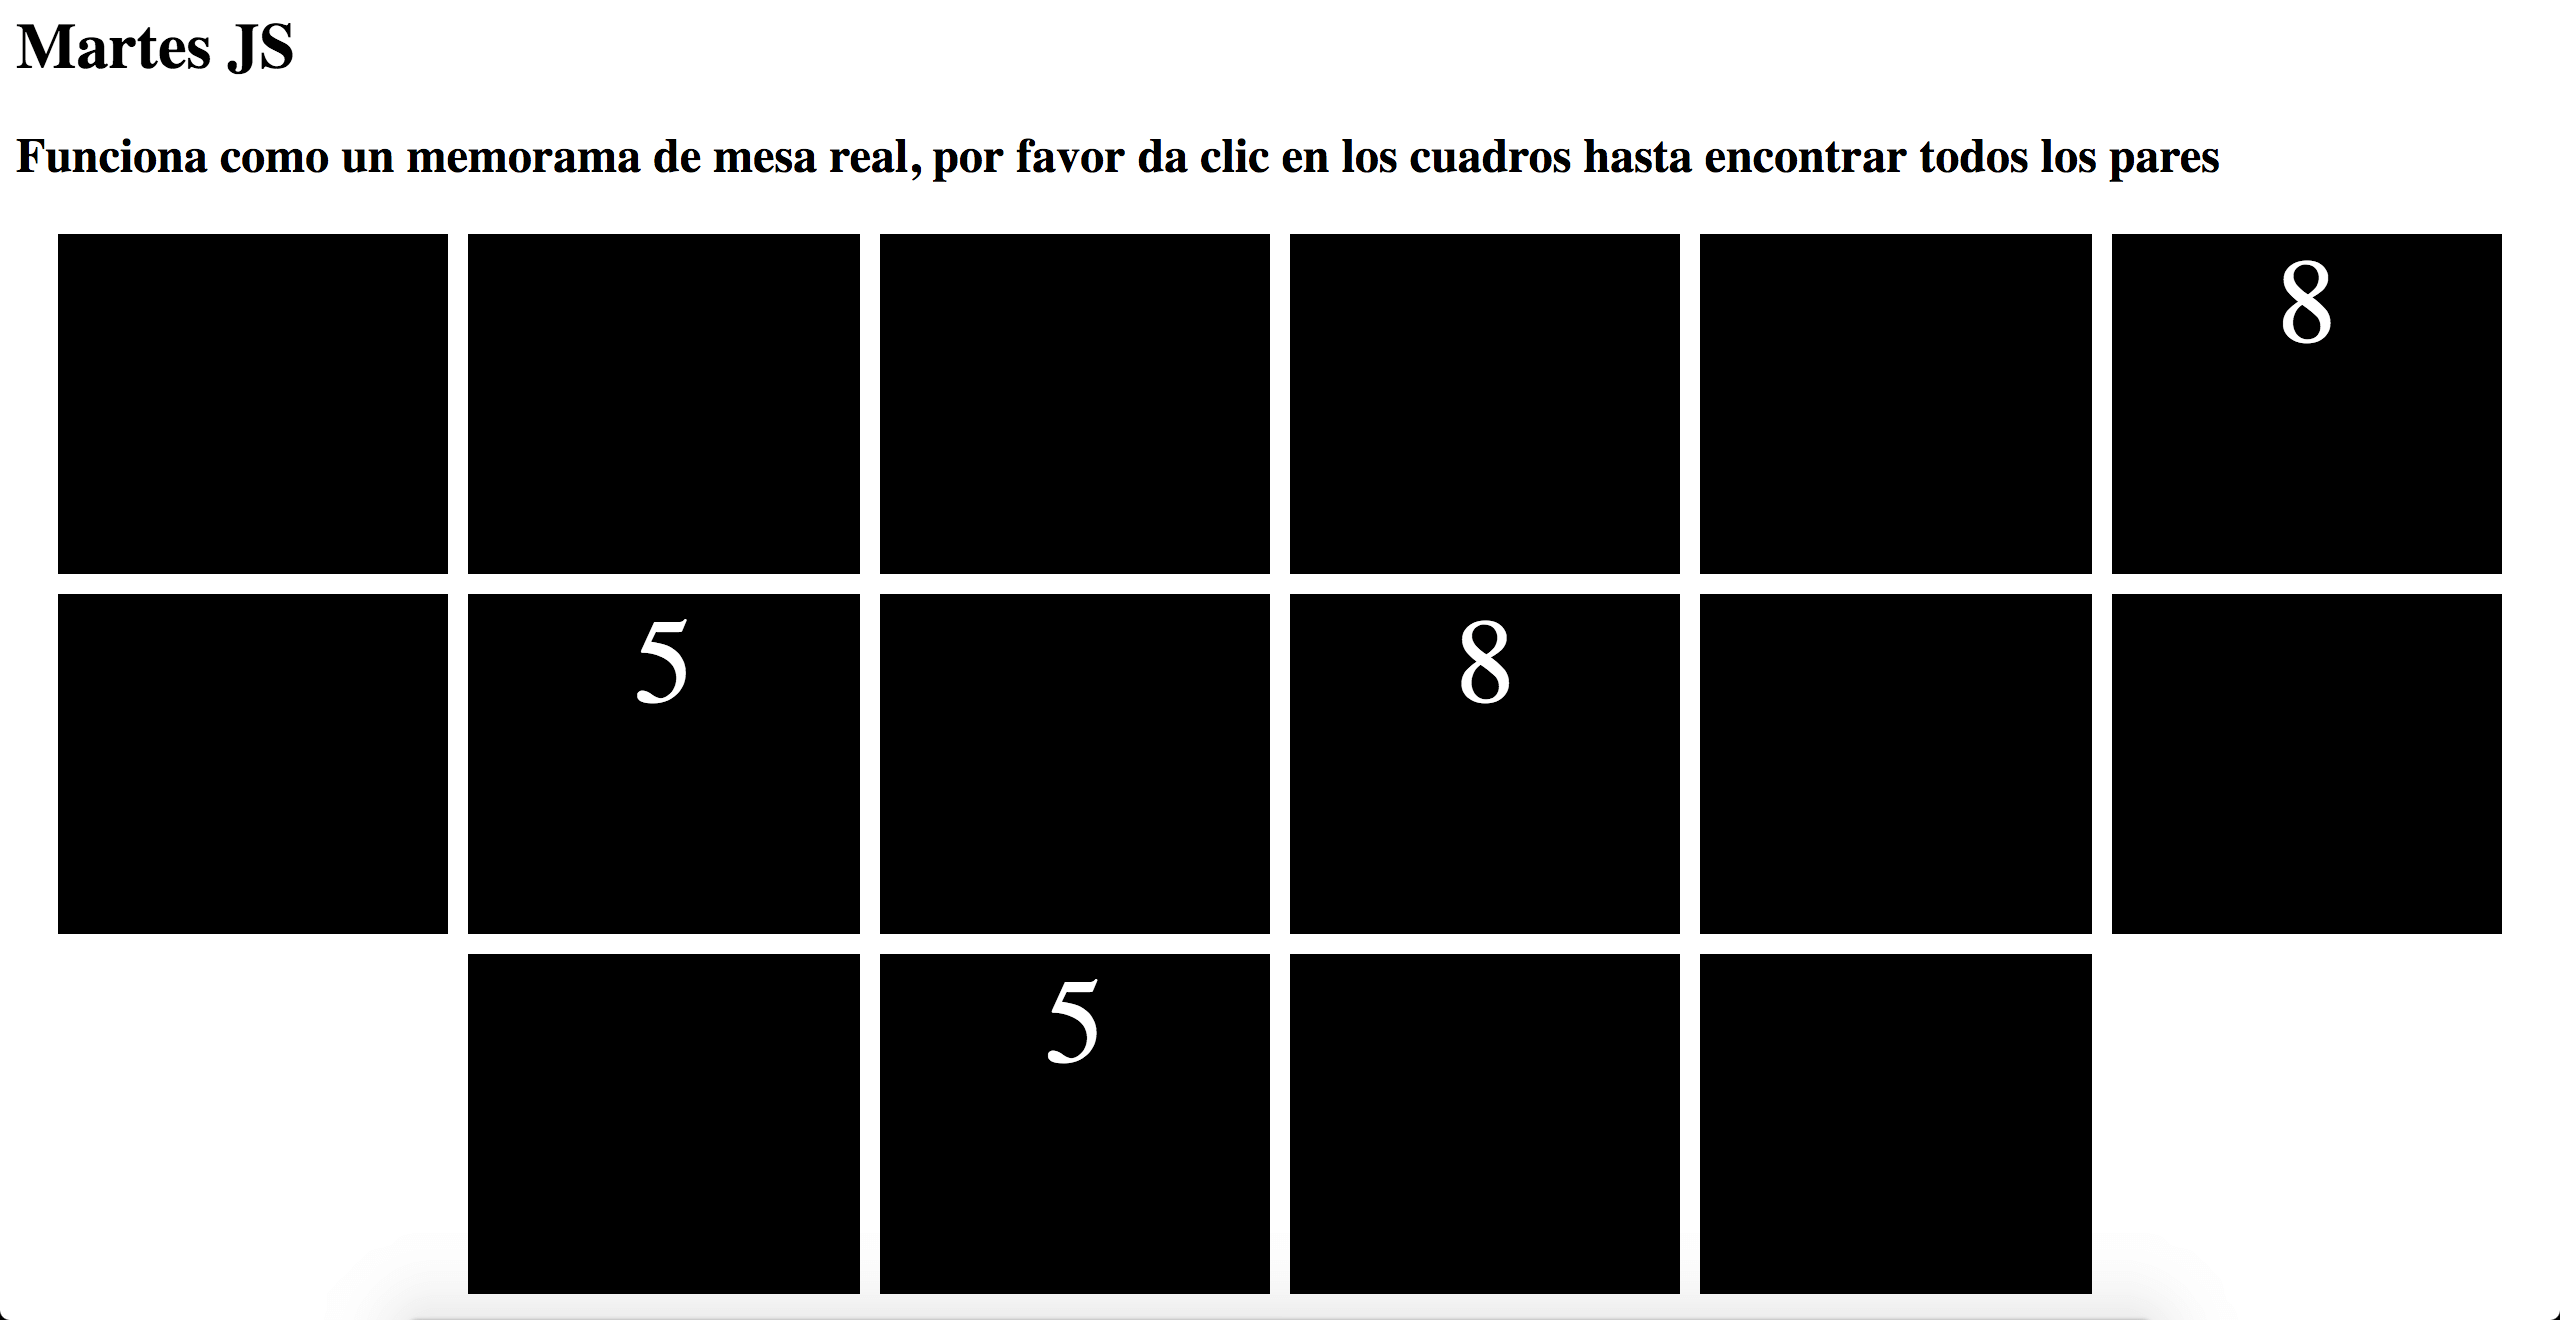 Martes JS
Funciona como un memorama de mesa real, por favor da clic en los cuadros hasta encontrar todos los pares
8
5 8
5